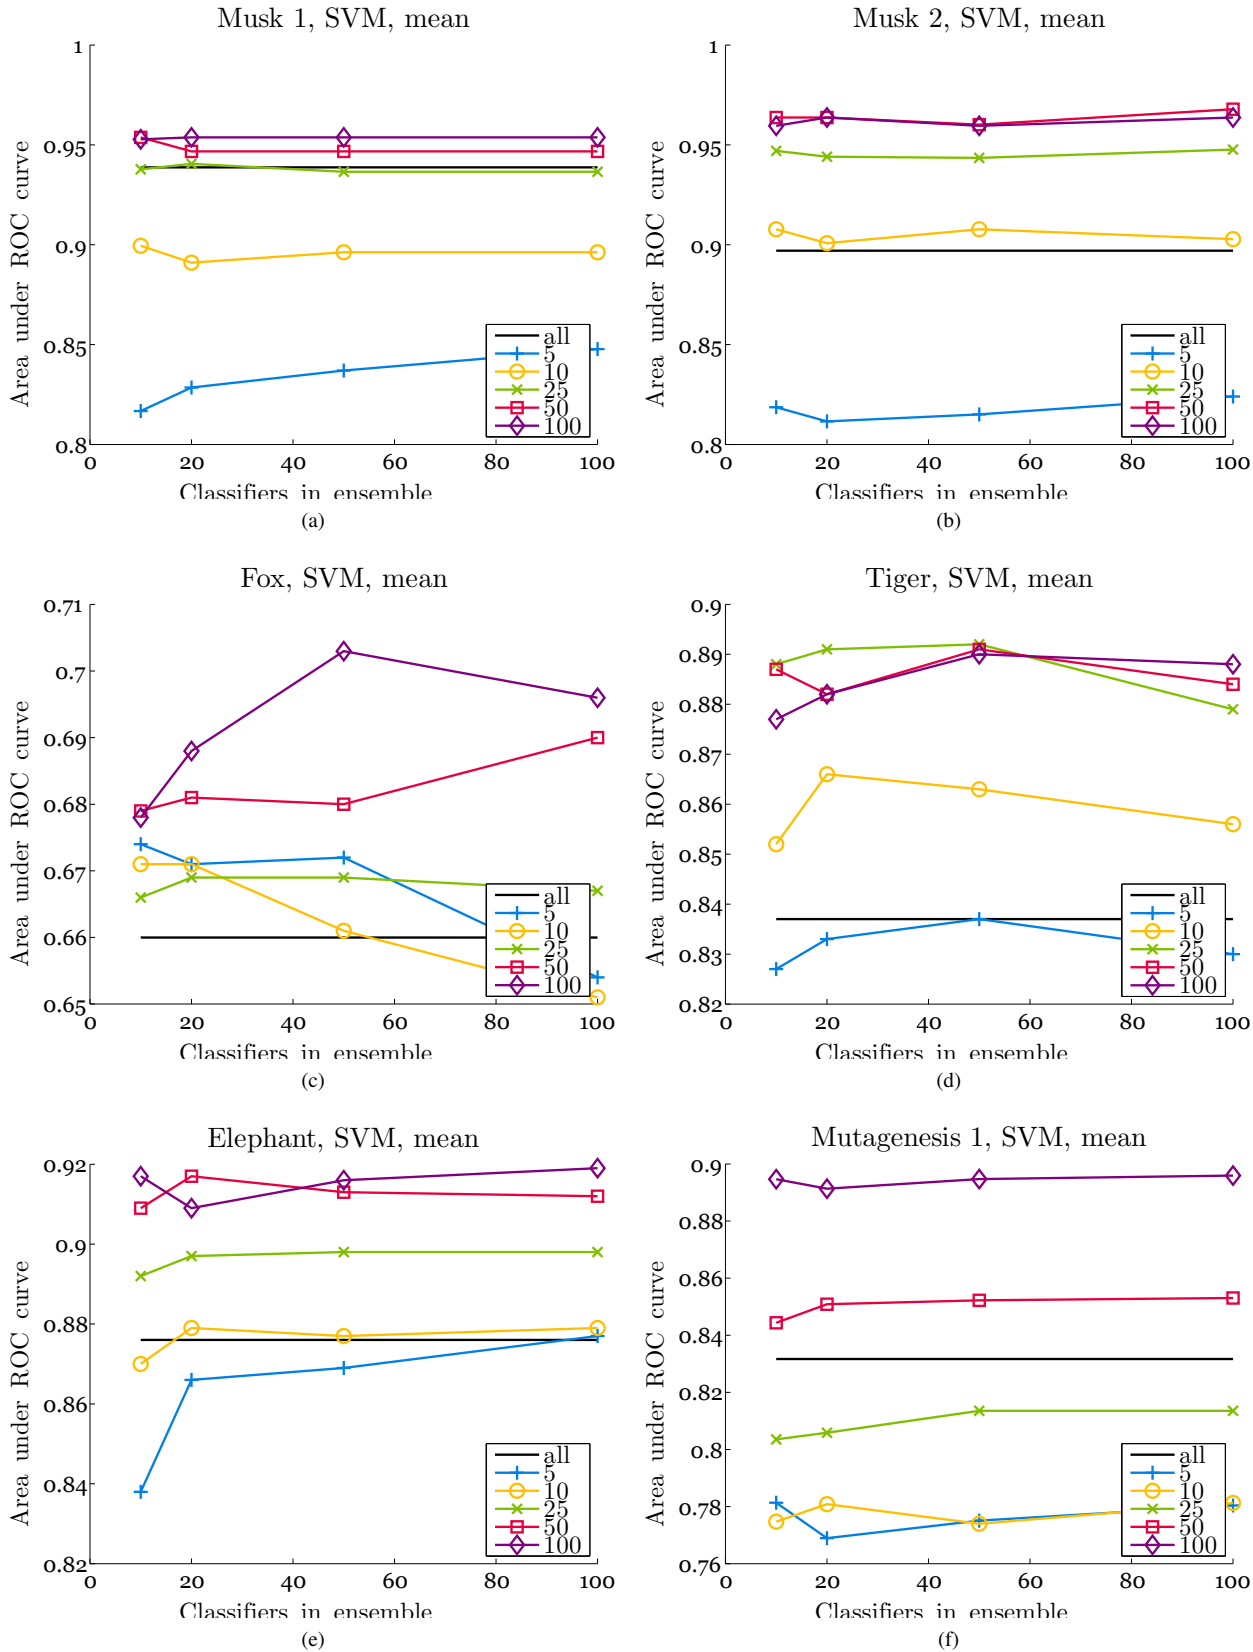 Musk 1, SVM, mean
1
0.95
0.9
0.85
0.8
Area under ROC curve
0 20 40 60 80 100
Classifiers in ensemble
all
5
10
25
50
100
(a)
Musk 2, SVM, mean
1
0.95
0.9
0.85
0.8
Area under ROC curve
0 20 40 60 80 100
Classifiers in ensemble
all
5
10
25
50
100
(b)
Fox, SVM, mean
0.71
0.7
0.69
0.68
0.67
0.66
0.65
Area under ROC curve
0 20 40 60 80 100
Classifiers in ensemble
all
5
10
25
50
100
(c)
Tiger, SVM, mean
0.9
0.89
0.88
0.87
0.86
0.85
0.84
0.83
0.82
Area under ROC curve
0 20 40 60 80 100
Classifiers in ensemble
all
5
10
25
50
100
(d)
Elephant, SVM, mean
0.92
0.9
0.88
0.86
0.84
0.82
Area under ROC curve
0 20 40 60 80 100
Classifiers in ensemble
all
5
10
25
50
100
(e)
Mutagenesis 1, SVM, mean
0.9
0.88
0.86
0.84
0.82
0.8
0.78
0.76
Area under ROC curve
0 20 40 60 80 100
Classifiers in ensemble
all
5
10
25
50
100
(f)